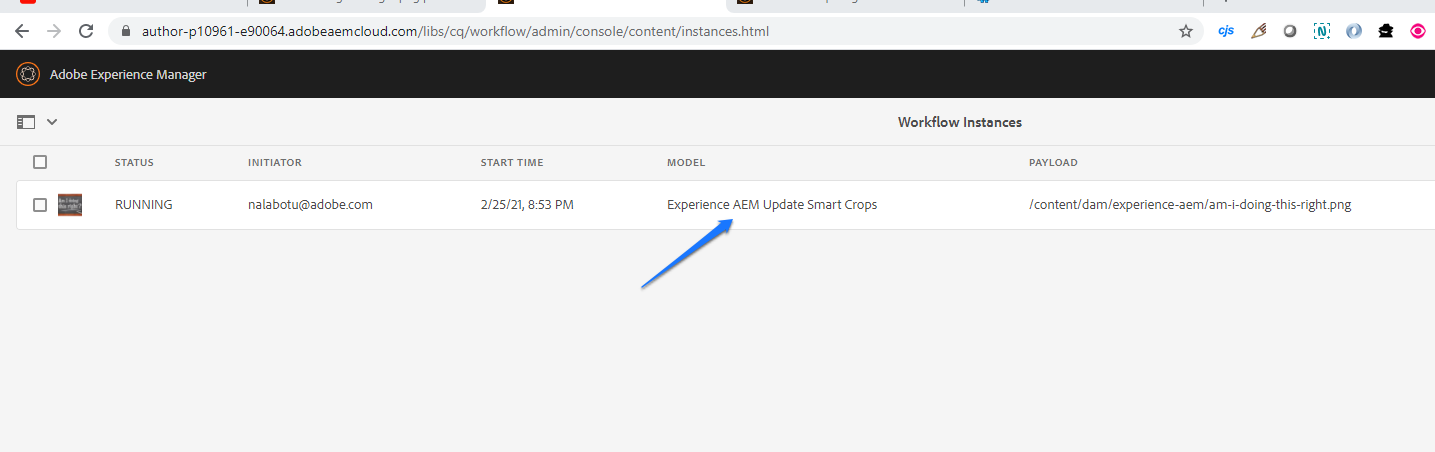 author-p10961-e90064.adobeaemcloud.com/libs/cq/workflow/admin/console/content/instances.html
cjs
N
Adobe Experience Manager
Workflow Instances
STATUS INITIATOR START TIME MODEL PAYLOAD
RUNNING nalabotu@adobe.com 2/25/21, 8:53 PM Experience AEM Update Smart Crops /content/dam/experience-aem/am-i-doing-this-right.png